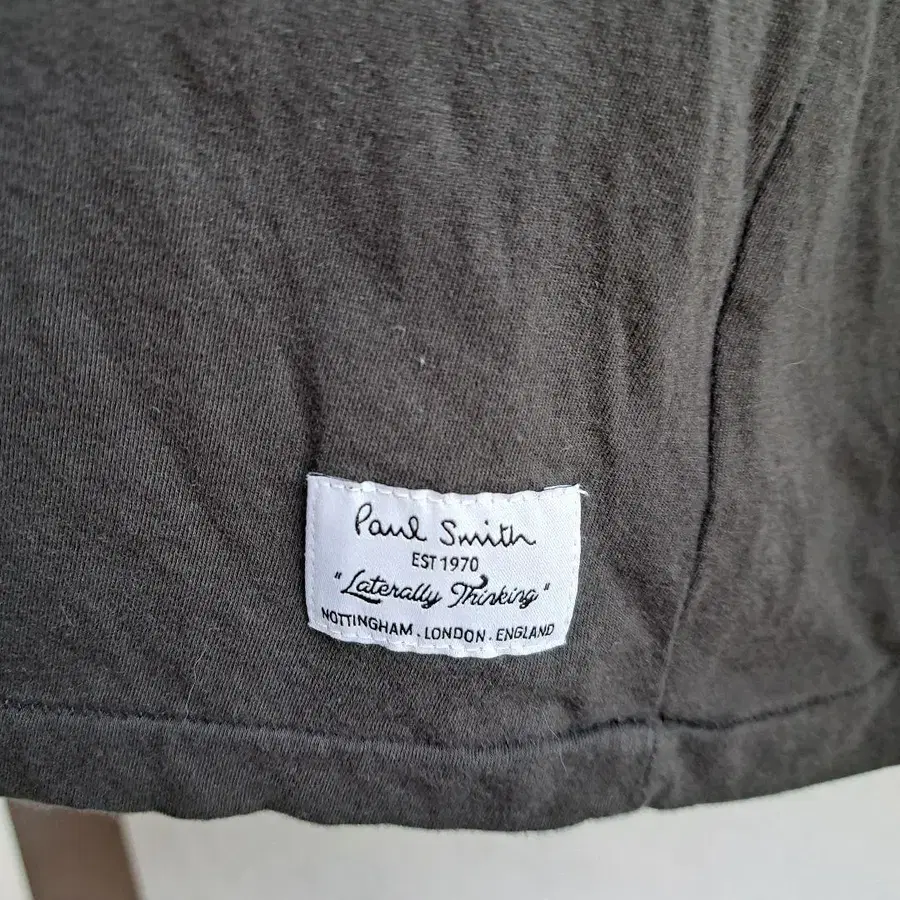 Paul Smith
EST 1970
"Laterally Thinking"
NOTTINGHAM . LONDON . ENGLAND